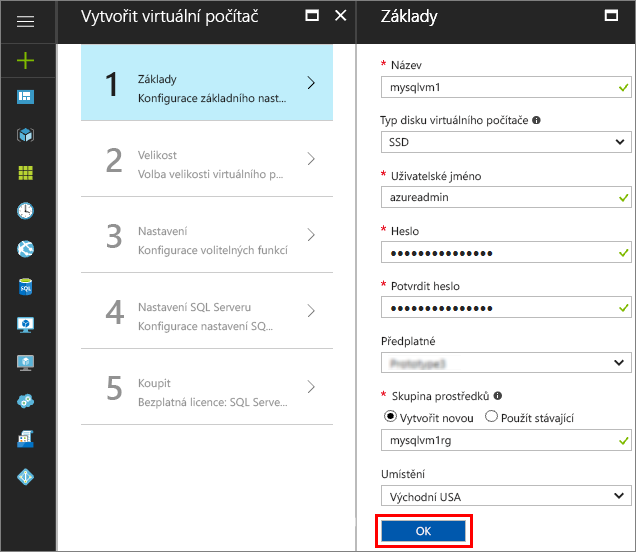 Vytvořit virtuální počítač
1
Základy
Konfigurace základního nast...
2
Velikost
Volba velikosti virtuálního p...
3
Nastavení
Konfigurace volitelných funkcí
4
Nastaveni SQL Serveru
Konfigurace nastavení SQ...
5
Koupit
Bezplatná licence: SQL Serve...
SQL
Základy
* Název
mysqlvm1
Typ disku virtuálního počítače
SSD
* Uživatelské jméno
azureadmin
* Heslo
* Potvrdit heslo
Předplatné
* Skupina prostředků
Vytvořit novou Použít stávající
mysqlvm1rg
Umístění
Východní USA
OK